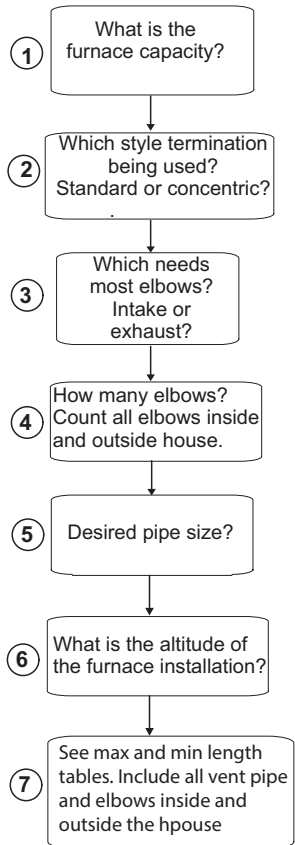 1
What is the
furnace capacity?
2
Which style termination
being used?
Standard or concentric?
3
Which needs
most elbows?
Intake or
exhaust?
4
How many elbows?
Count all elbows inside
and outside house.
5
Desired pipe size?
6
What is the altitude of
the furnace installation?
7
See max and min length
tables. Include all vent pipe
and elbows inside and
outside the hpouse